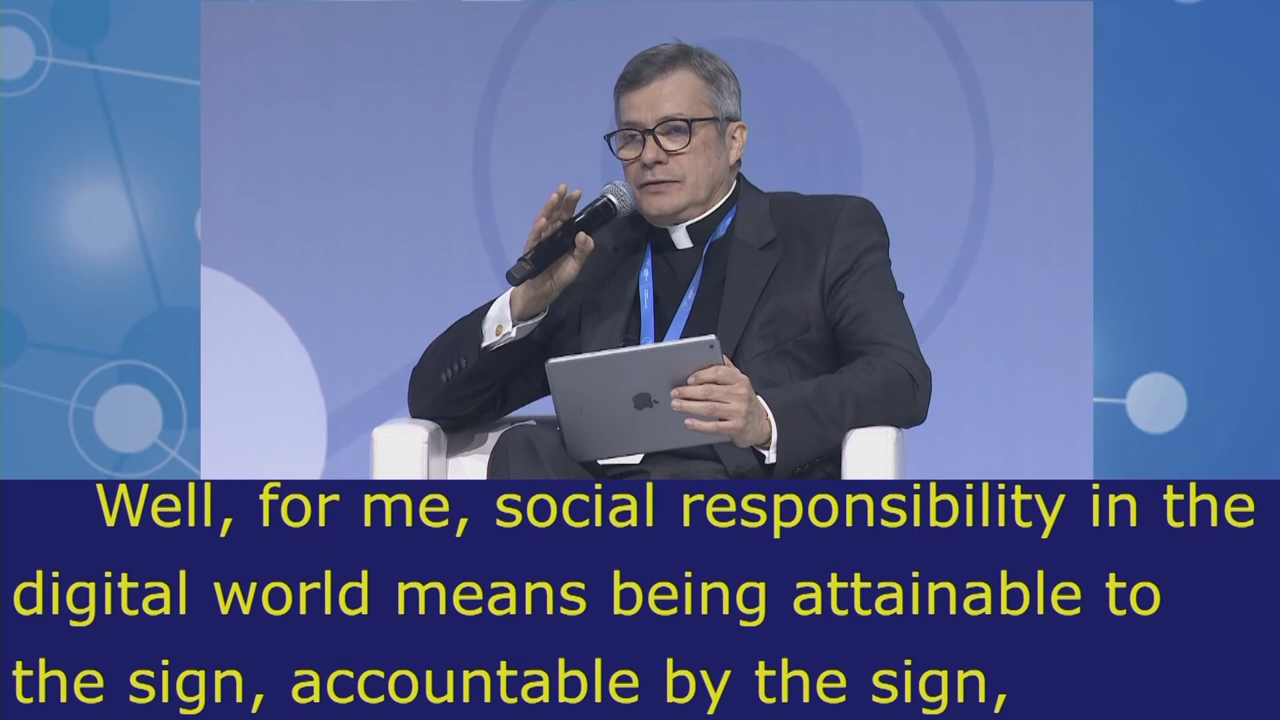 Well, for me, social responsibility in the
digital world means being attainable to
the sign, accountable by the sign,